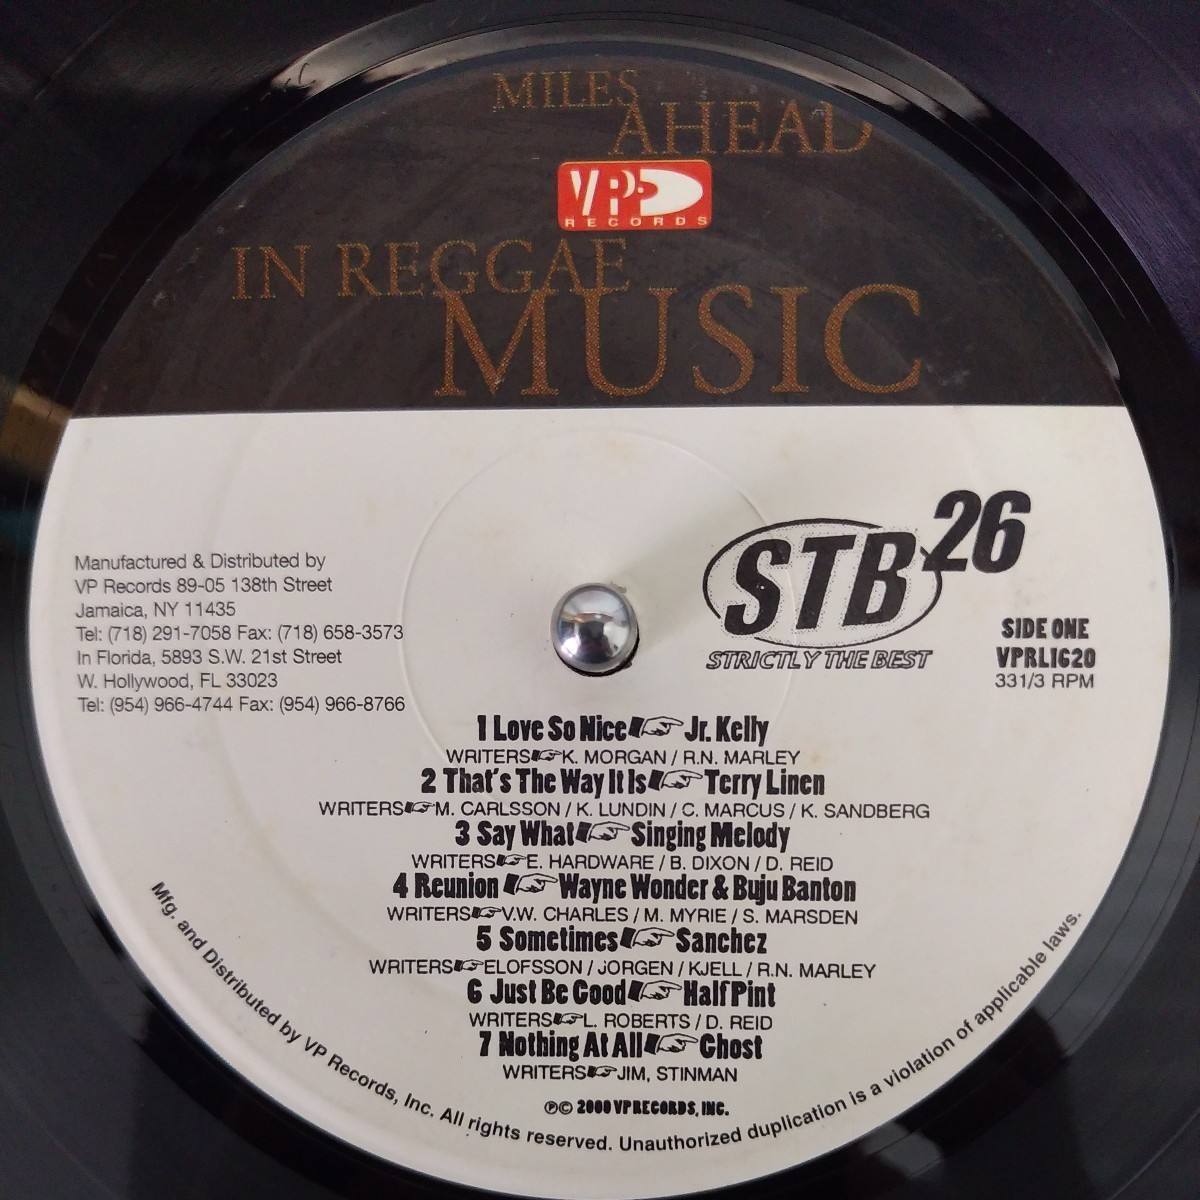 MILES
AHEAD
VP
RECORDS
IN REGGAE
MUSIC
Manufactured & Distributed by
VP Records 89-05 138th Street
Jamaica, NY 11435
Tel: (718) 291-7058 Fax: (718) 658-3573
In Florida, 5893 S.W. 21st Street
W. Hollywood, FL 33023
Tel: (954) 966-4744 Fax: (954) 966-8766
STB 26
STRICTLY THE BEST
SIDE ONE
VPRL1620
331/3 RPM
1 Love So Nice Jr. Kelly
WRITERS K. MORGAN / R.N. MARLEY
2 That's The Way It Is Terry Linen
WRITERS M. CARLSSON / K. LUNDIN / C. MARCUS / K. SANDBERG
3 Say What Singing Melody
WRITERS E. HARDWARE / B. DIXON / D. REID
4 Reunion Wayne Wonder & Buju Banton
WRITERS V.W. CHARLES / M. MYRIE / S. MARSDEN
5 Sometimes Sanchez
WRITERS ELOFSSON / JORGEN / KJELL / R.N. MARLEY
6 Just Be Good Half Pint
WRITERS L. ROBERTS / D. REID
7 Nothing At All Ghost
WRITERS JIM, STINMAN
℗© 2000 VP RECORDS, INC.
Mfg. and Distributed by VP Records, Inc. All rights reserved. Unauthorized duplication is a violation of applicable laws.